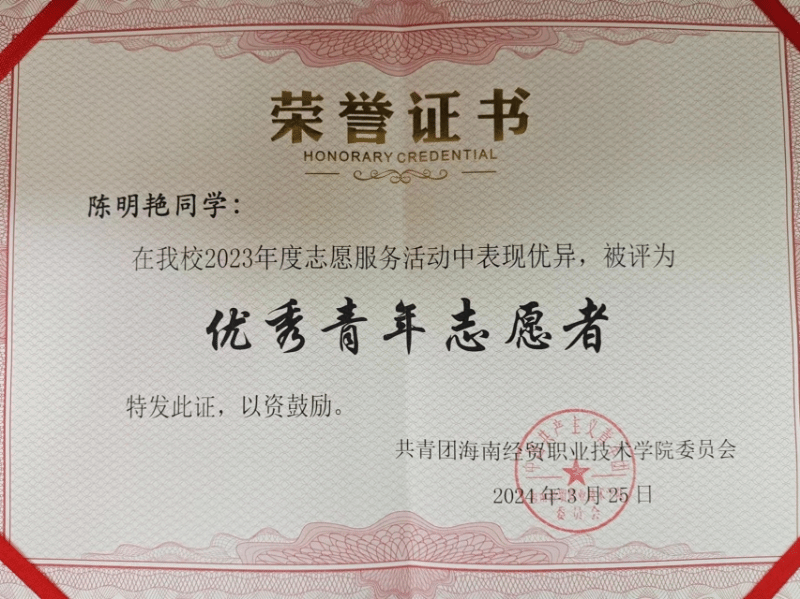 荣誉证书
HONORARY CREDENTIAL
陈明艳同学：
在我校2023年度志愿服务活动中表现优异，被评为
优秀青年志愿者
特发此证，以资鼓励。
共青团海南经贸职业技术学院委员会
2024年3月25日
委员会